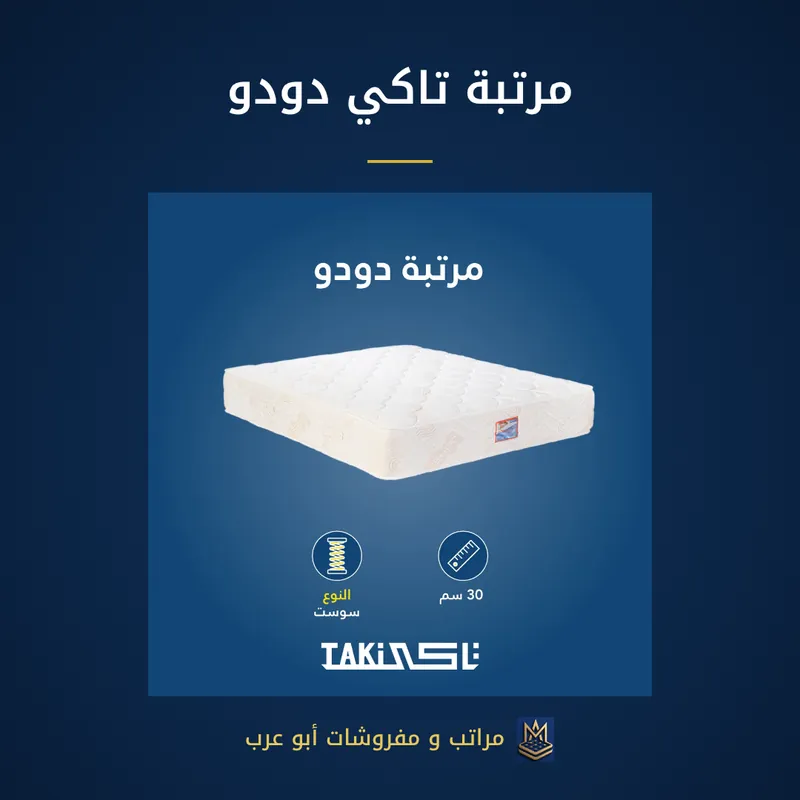 مرتبة تاكي دودو
مرتبة دودو
30 سم
النوع
سوست
TAKi تاكي
مراتب و مفروشات أبو عرب